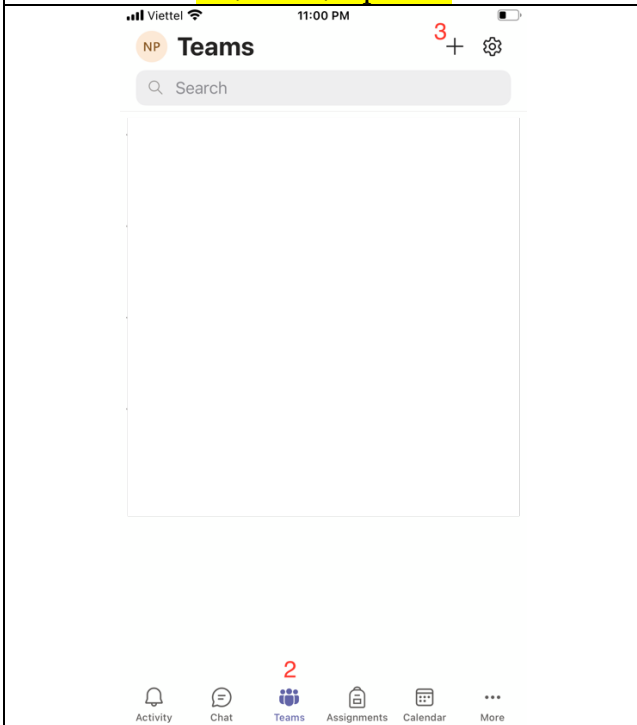 Viettel 11:00 PM
3
NP Teams
Search
2
Activity Chat Teams Assignments Calendar More